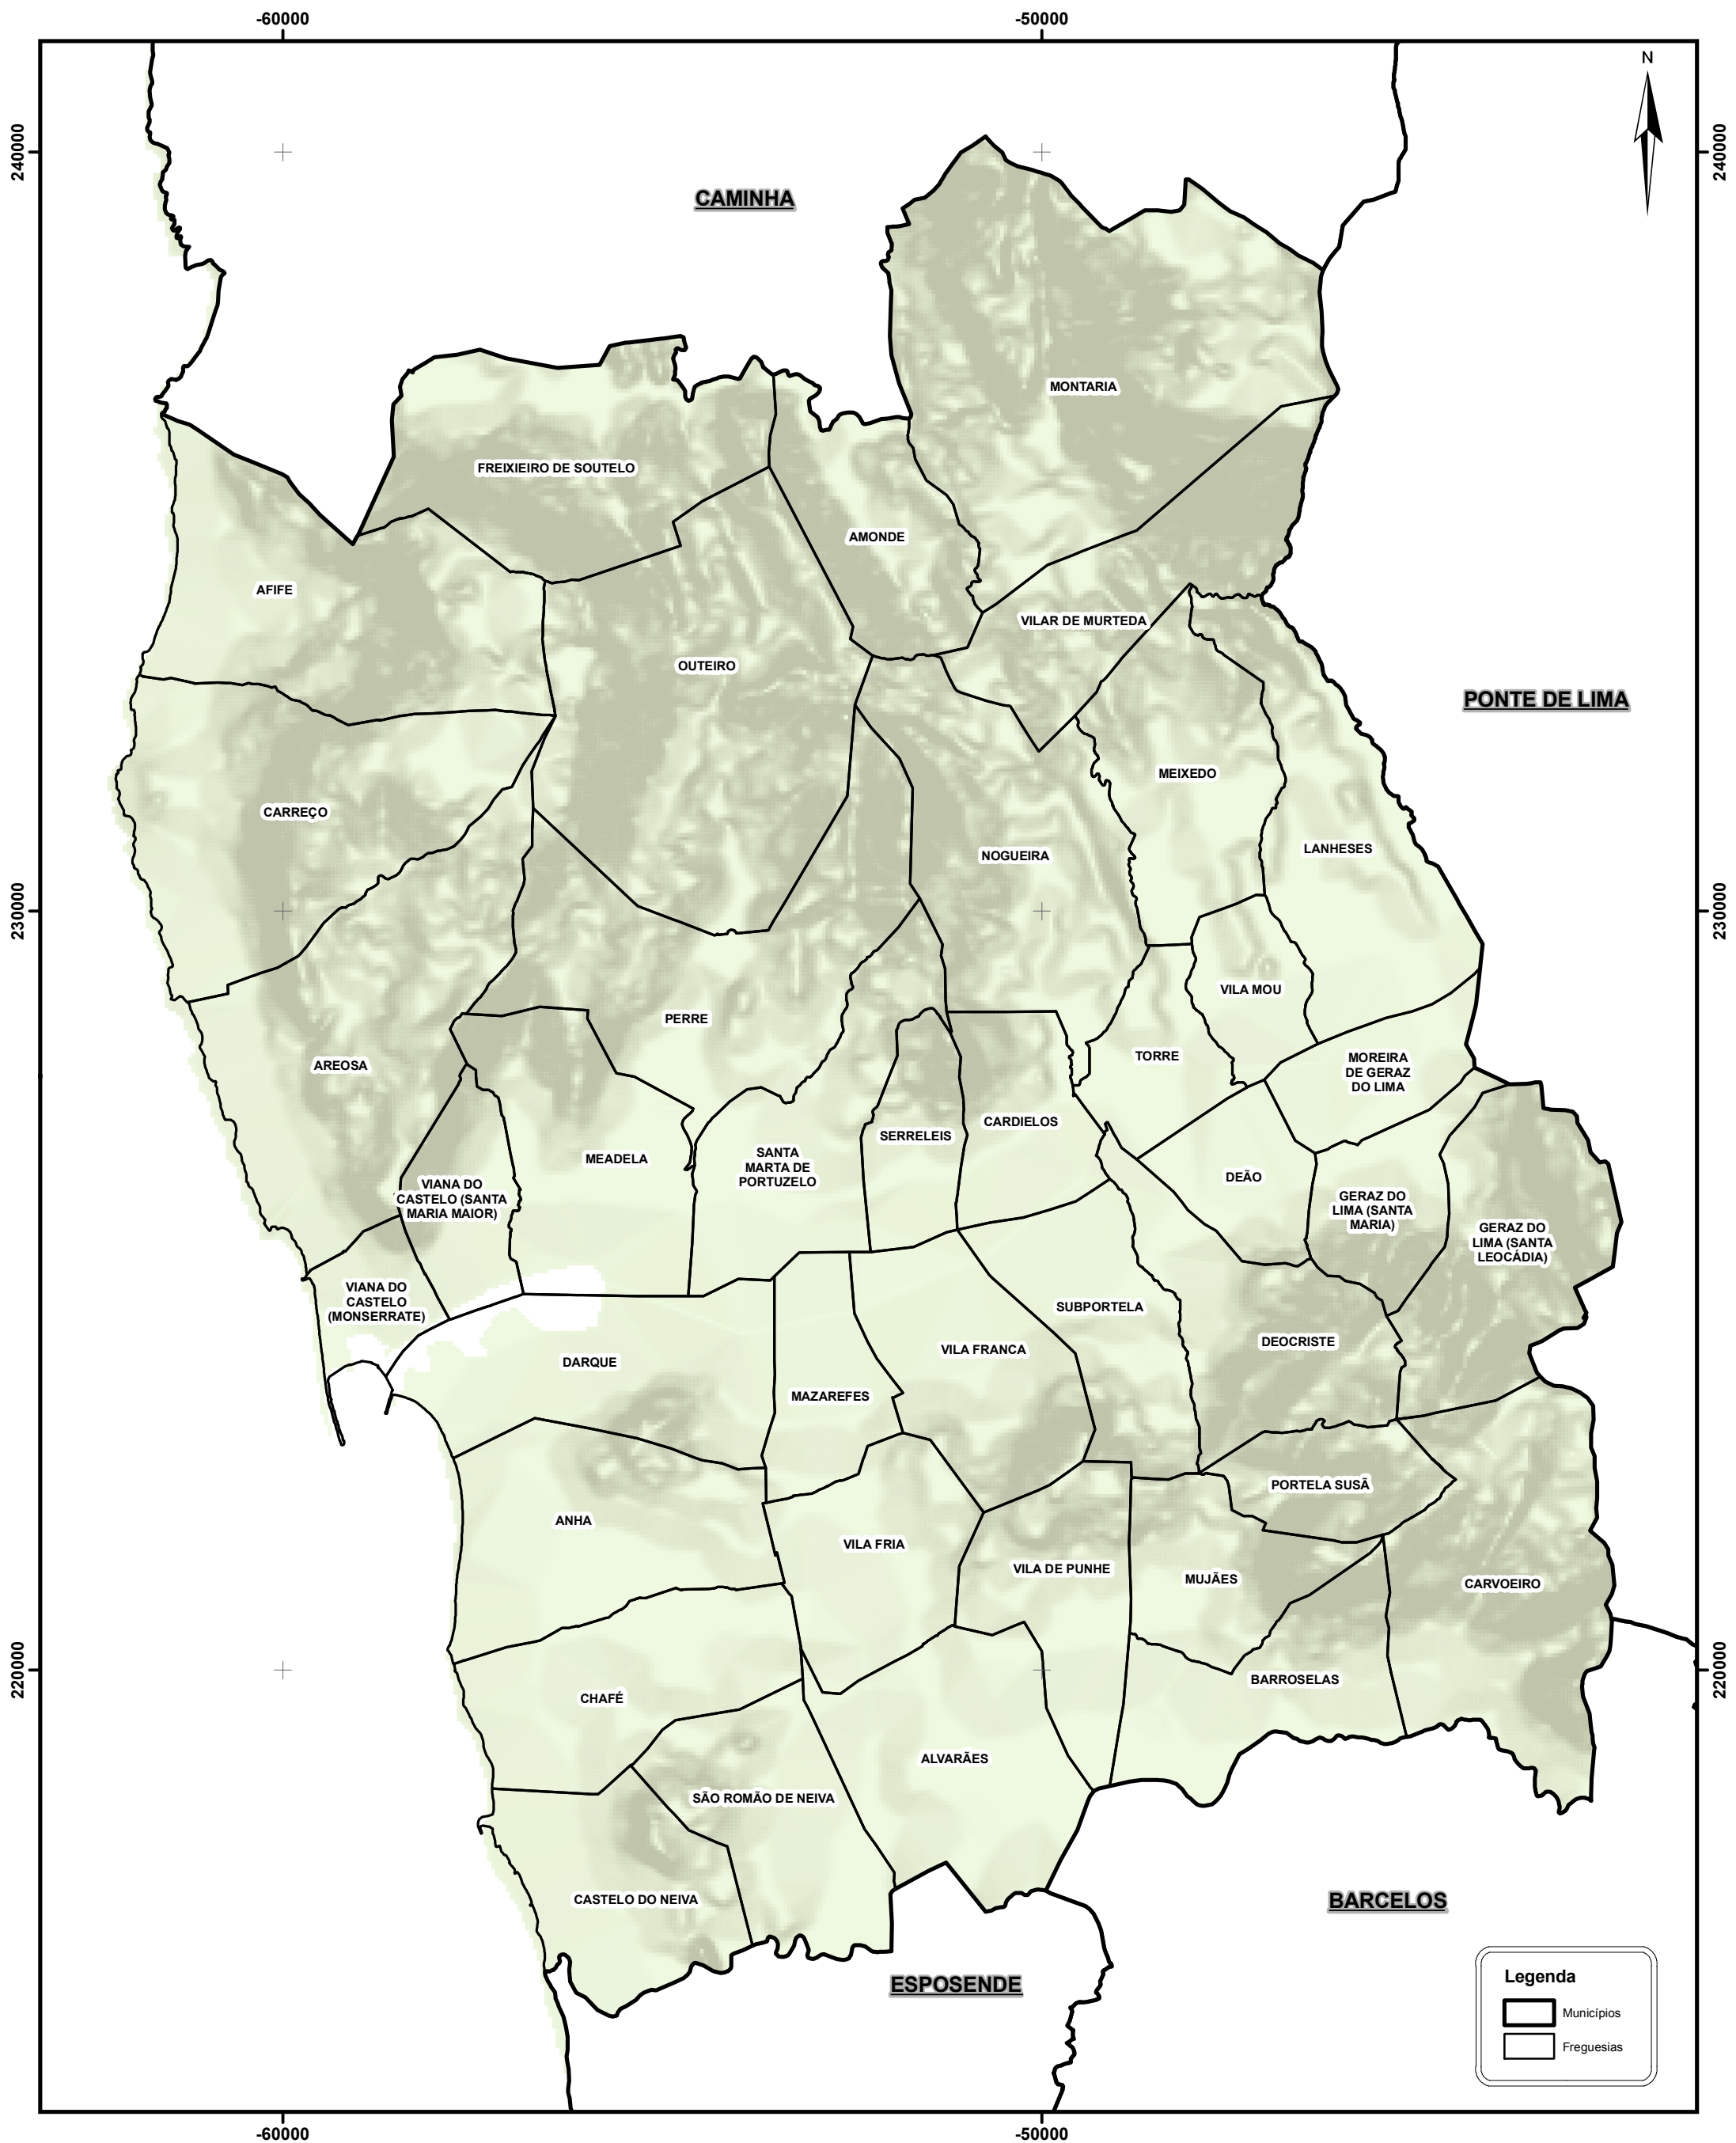 -60000
-50000
N
240000
240000
CAMINHA
MONTARIA
FREIXIEIRO DE SOUTELO
AMONDE
AFIFE
VILAR DE MURTEDA
OUTEIRO
PONTE DE LIMA
MEIXEDO
CARREÇO
LANHESES
NOGUEIRA
230000
230000
VILA MOU
PERRE
TORRE
AREOSA
MOREIRA
DE GERAZ
DO LIMA
CARDIELOS
SERRELEIS
MEADELA
SANTA
MARTA DE
PORTUZELO
DEÃO
VIANA DO
CASTELO (SANTA
MARIA MAIOR)
GERAZ DO
LIMA (SANTA
MARIA)
GERAZ DO
LIMA (SANTA
LEOCÁDIA)
VIANA DO
CASTELO
(MONSERRATE)
SUBPORTELA
DEOCRISTE
VILA FRANCA
DARQUE
MAZAREFES
PORTELA SUSÃ
ANHA
VILA FRIA
VILA DE PUNHE
MUJÃES
CARVOEIRO
220000
220000
BARROSELAS
CHAFÉ
ALVARÃES
SÃO ROMÃO DE NEIVA
CASTELO DO NEIVA
BARCELOS
ESPOSENDE
Legenda
Municípios
Freguesias
-60000
-50000